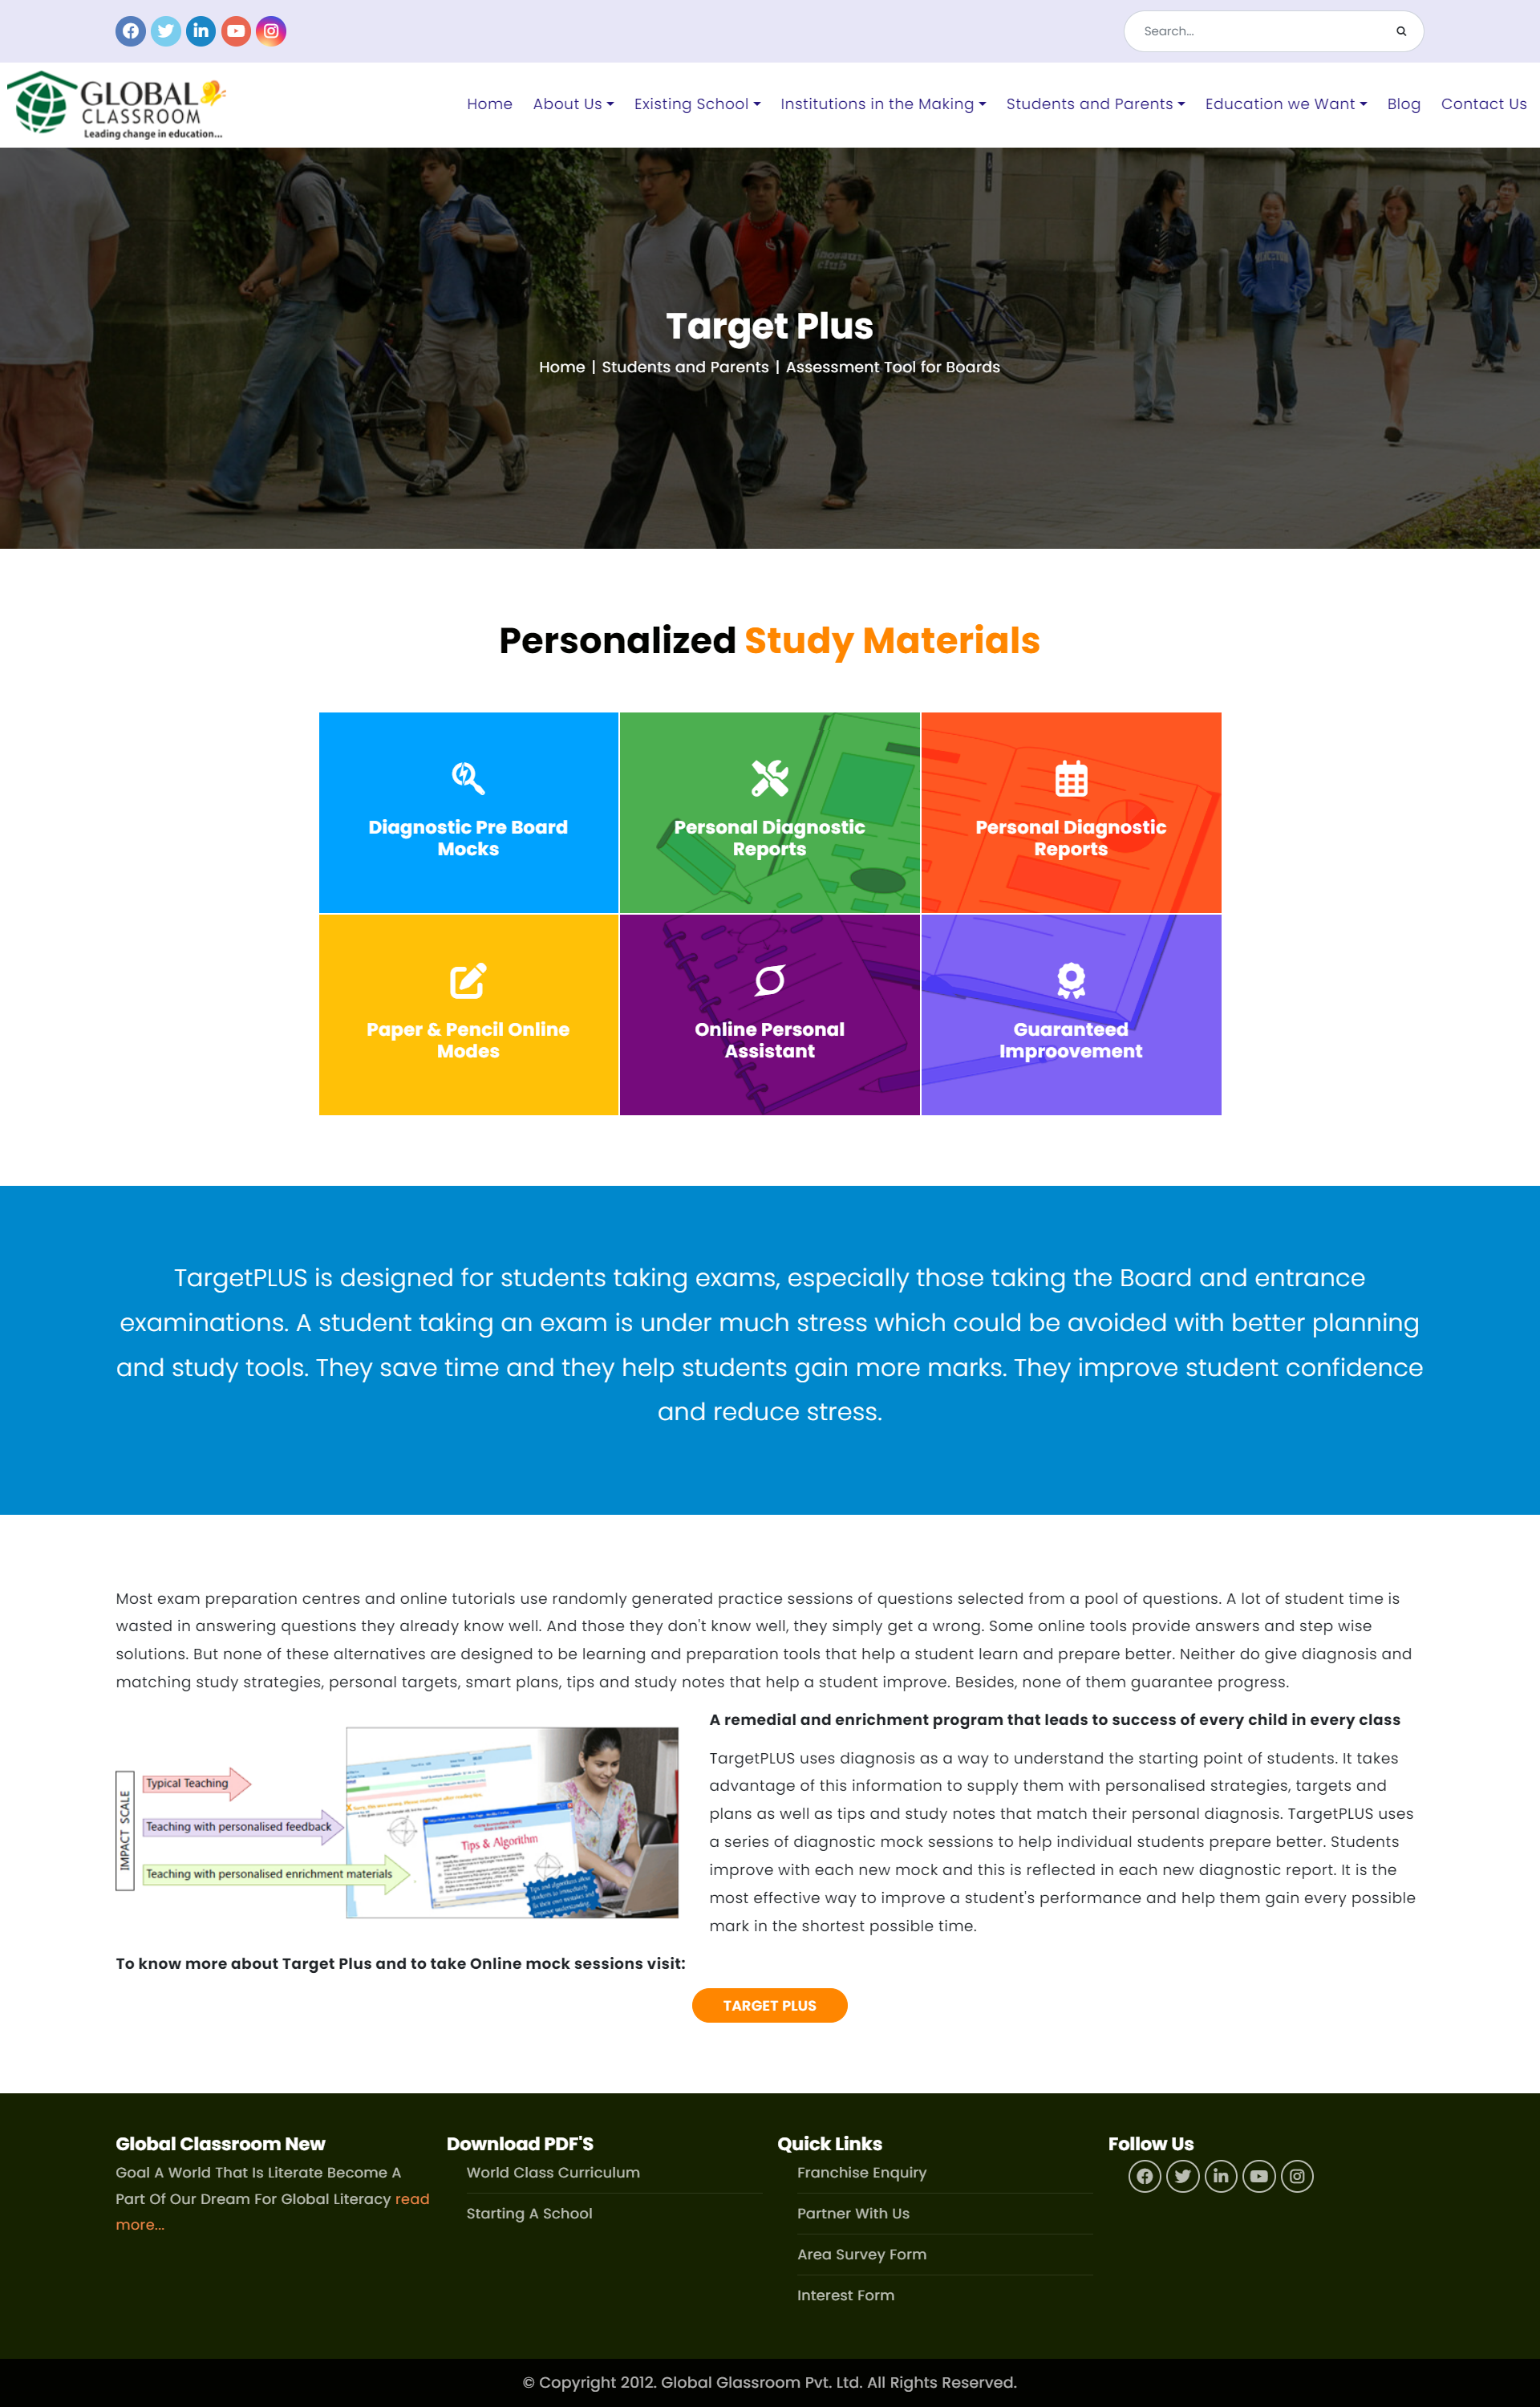 Search...
GLOBAL
CLASSROOM
Leading change in education...
Home About Us Existing School Institutions in the Making Students and Parents Education we Want Blog Contact Us
Target Plus
Home | Students and Parents | Assessment Tool for Boards
Personalized Study Materials
Diagnostic Pre Board
Mocks
Personal Diagnostic
Reports
Personal Diagnostic
Reports
Paper & Pencil Online
Modes
Online Personal
Assistant
Guaranteed
Improovement
TargetPLUS is designed for students taking exams, especially those taking the Board and entrance
examinations. A student taking an exam is under much stress which could be avoided with better planning
and study tools. They save time and they help students gain more marks. They improve student confidence
and reduce stress.
Most exam preparation centres and online tutorials use randomly generated practice sessions of questions selected from a pool of questions. A lot of student time is
wasted in answering questions they already know well. And those they don't know well, they simply get a wrong. Some online tools provide answers and step wise
solutions. But none of these alternatives are designed to be learning and preparation tools that help a student learn and prepare better. Neither do give diagnosis and
matching study strategies, personal targets, smart plans, tips and study notes that help a student improve. Besides, none of them guarantee progress.
IMPACT SCALE
Typical Teaching
Teaching with personalised feedback
Teaching with personalised enrichment materials
Tips & Algorithm
A remedial and enrichment program that leads to success of every child in every class
TargetPLUS uses diagnosis as a way to understand the starting point of students. It takes
advantage of this information to supply them with personalised strategies, targets and
plans as well as tips and study notes that match their personal diagnosis. TargetPLUS uses
a series of diagnostic mock sessions to help individual students prepare better. Students
improve with each new mock and this is reflected in each new diagnostic report. It is the
most effective way to improve a student's performance and help them gain every possible
mark in the shortest possible time.
To know more about Target Plus and to take Online mock sessions visit:
TARGET PLUS
Global Classroom New
Goal A World That Is Literate Become A
Part Of Our Dream For Global Literacy read
more...
Download PDF'S
World Class Curriculum
Starting A School
Quick Links
Franchise Enquiry
Partner With Us
Area Survey Form
Interest Form
Follow Us
© Copyright 2012. Global Glassroom Pvt. Ltd. All Rights Reserved.